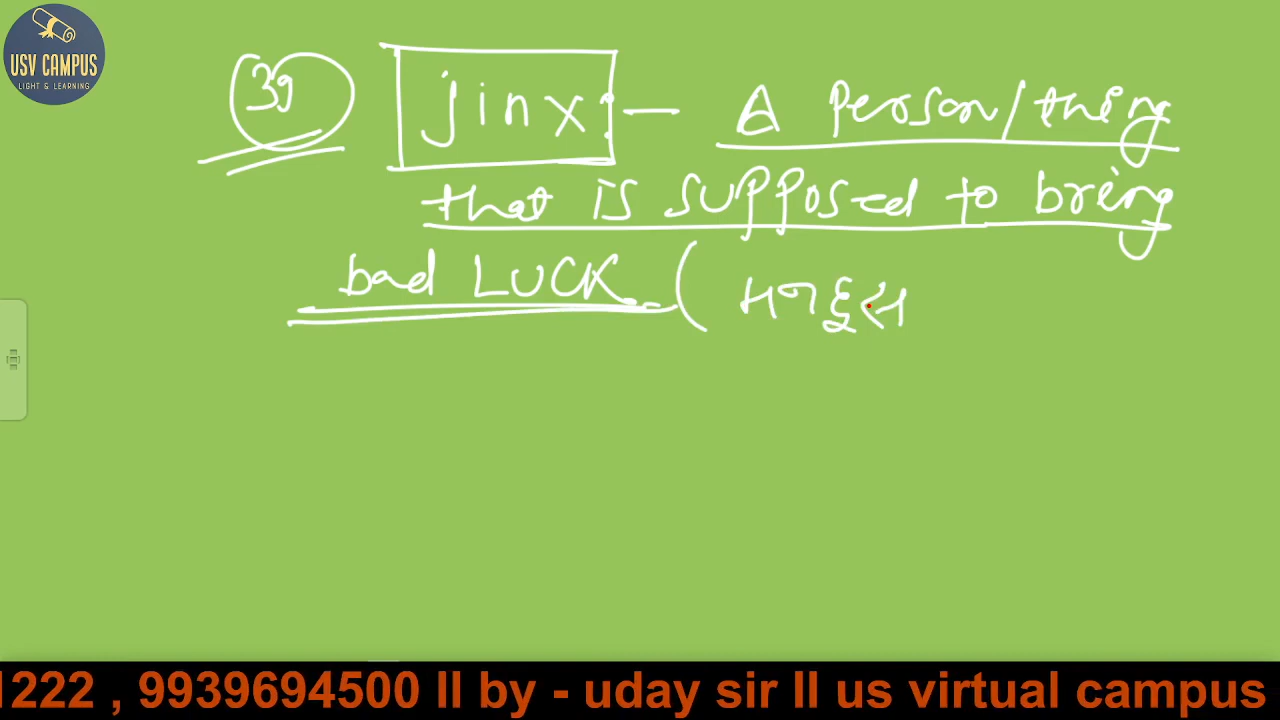 USV CAMPUS
LIGHT & LEARNING
39 jinx :— A person/thing
that is supposed to bring
bad LUCK. ( मनहुस
1222 , 9939694500 ll by - uday sir ll us virtual campus